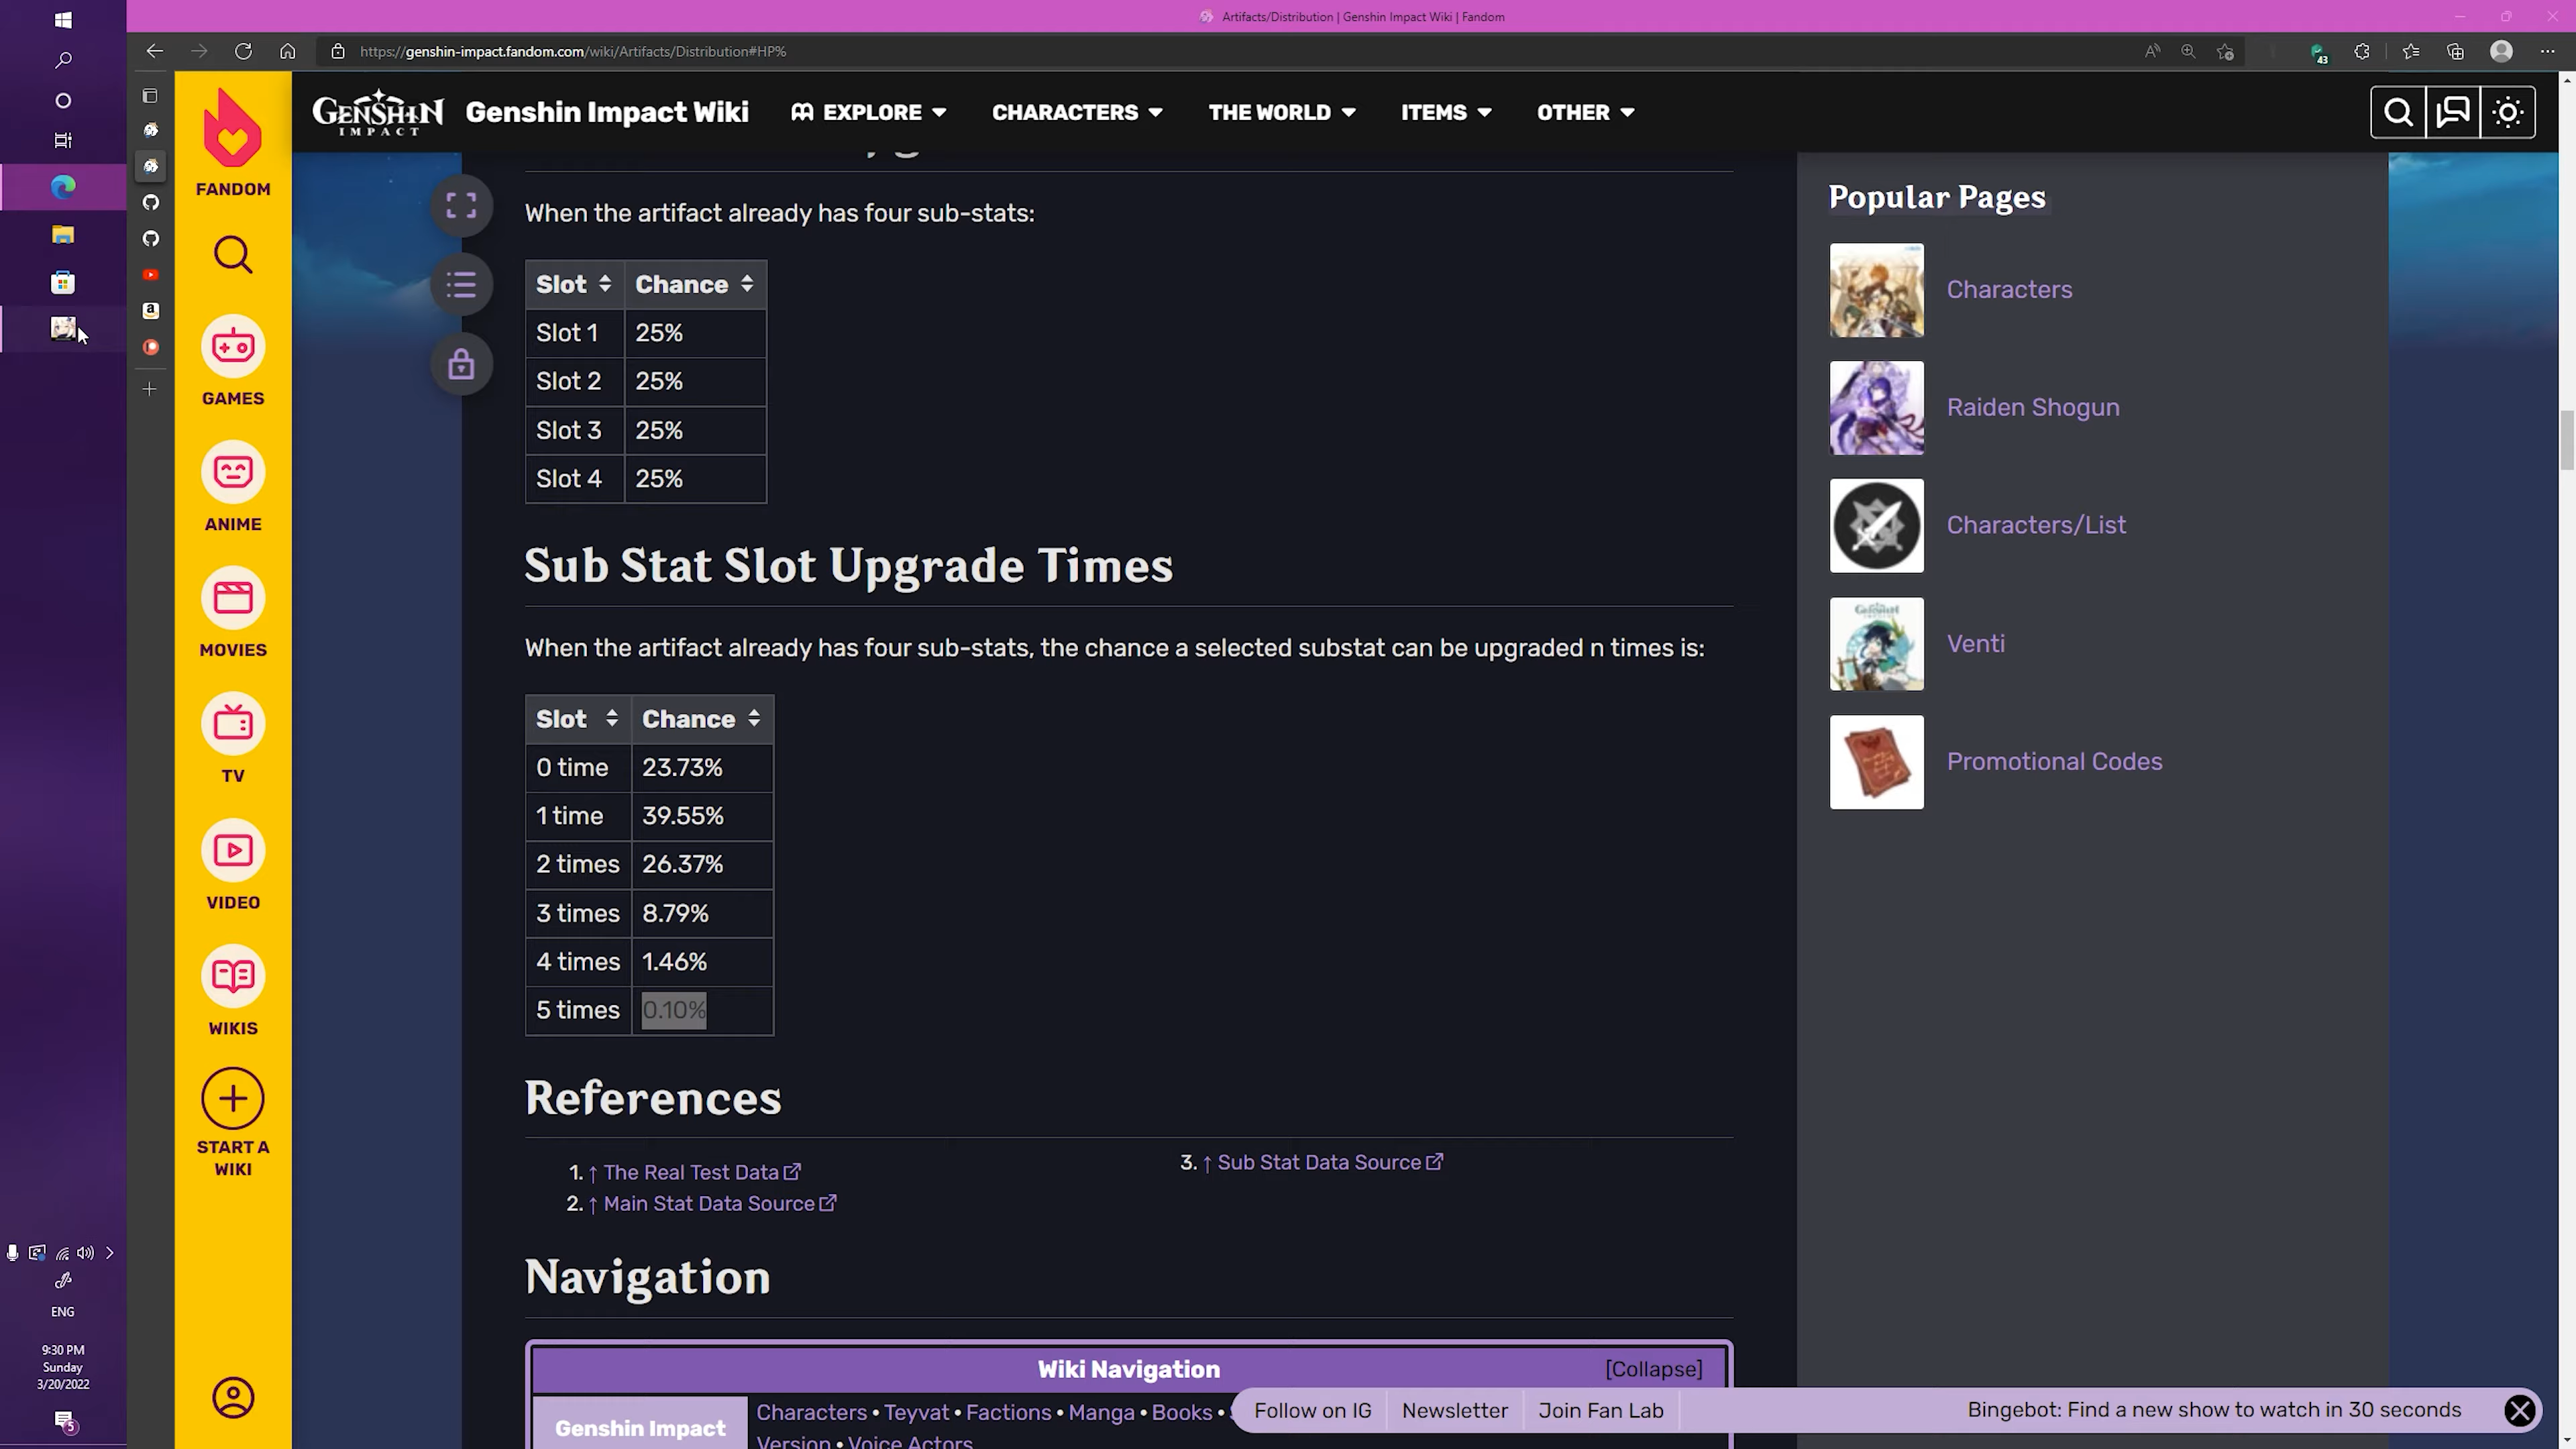 Artifacts/Distribution | Genshin Impact Wiki | Fandom
https://genshin-impact.fandom.com/wiki/Artifacts/Distribution#HP%
43
FANDOM
GAMES
ANIME
MOVIES
TV
VIDEO
WIKIS
START A
WIKI
GENSHIN
IMPACT
Genshin Impact Wiki
EXPLORE
CHARACTERS
THE WORLD
ITEMS
OTHER
When the artifact already has four sub-stats:
Slot Chance
Slot 1 25%
Slot 2 25%
Slot 3 25%
Slot 4 25%
Sub Stat Slot Upgrade Times
When the artifact already has four sub-stats, the chance a selected substat can be upgraded n times is:
Slot Chance
0 time 23.73%
1 time 39.55%
2 times 26.37%
3 times 8.79%
4 times 1.46%
5 times 0.10%
References
1. ↑ The Real Test Data
2. ↑ Main Stat Data Source
3. ↑ Sub Stat Data Source
Navigation
Wiki Navigation
[Collapse]
Genshin Impact
Characters • Teyvat • Factions • Manga • Books •
Version • Voice Actors
Popular Pages
Characters
Raiden Shogun
Characters/List
Venti
Promotional Codes
Follow on IG
Newsletter
Join Fan Lab
Bingebot: Find a new show to watch in 30 seconds
ENG
9:30 PM
Sunday
3/20/2022
5